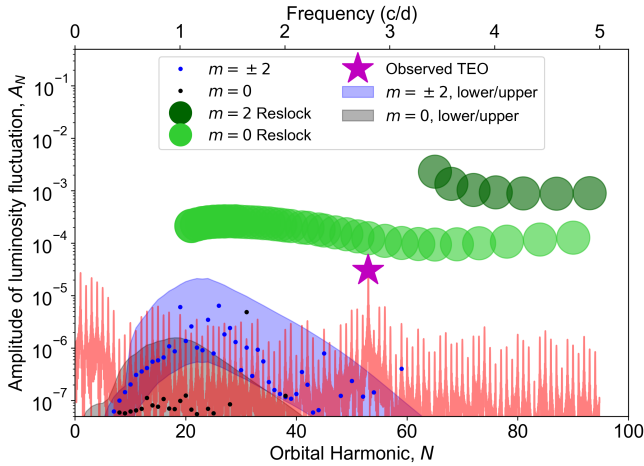 Frequency (c/d)
0 1 2 3 4 5
Amplitude of luminosity fluctuation, A_N
10⁻¹
10⁻²
10⁻³
10⁻⁴
10⁻⁵
10⁻⁶
10⁻⁷
m = ±2
m = 0
m = 2 Reslock
m = 0 Reslock
Observed TEO
m = ±2, lower/upper
m = 0, lower/upper
0 20 40 60 80 100
Orbital Harmonic, N